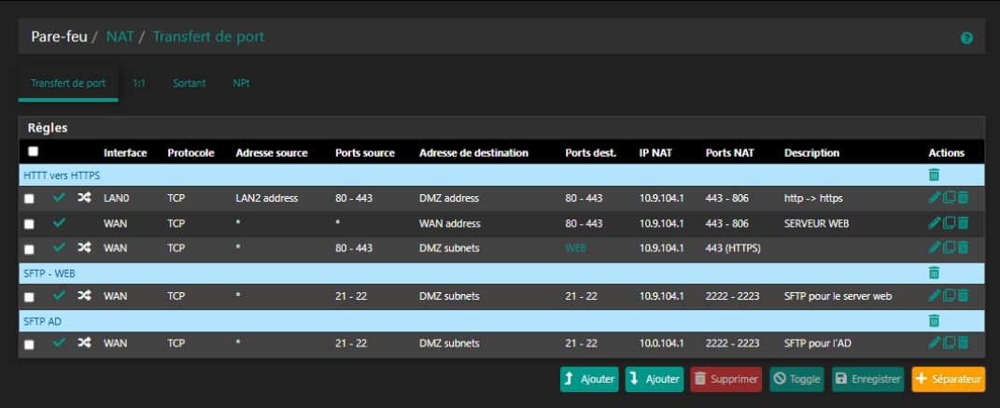 Pare-feu / NAT / Transfert de port
Transfert de port 1:1 Sortant NPt
Règles
Interface Protocole Adresse source Ports source Adresse de destination Ports dest. IP NAT Ports NAT Description Actions
HTTT vers HTTPS
LAN0 TCP LAN2 address 80 - 443 DMZ address 80 - 443 10.9.104.1 443 - 806 http -> https
WAN TCP * * WAN address 80 - 443 10.9.104.1 443 - 806 SERVEUR WEB
WAN TCP * 80 - 443 DMZ subnets WEB 10.9.104.1 443 (HTTPS)
SFTP - WEB
WAN TCP * 21 - 22 DMZ subnets 21 - 22 10.9.104.1 2222 - 2223 SFTP pour le server web
SFTP AD
WAN TCP * 21 - 22 DMZ subnets 21 - 22 10.0.104.1 2222 - 2223 SFTP pour l'AD
Ajouter Ajouter Supprimer Toggle Enregistrer Séparateur